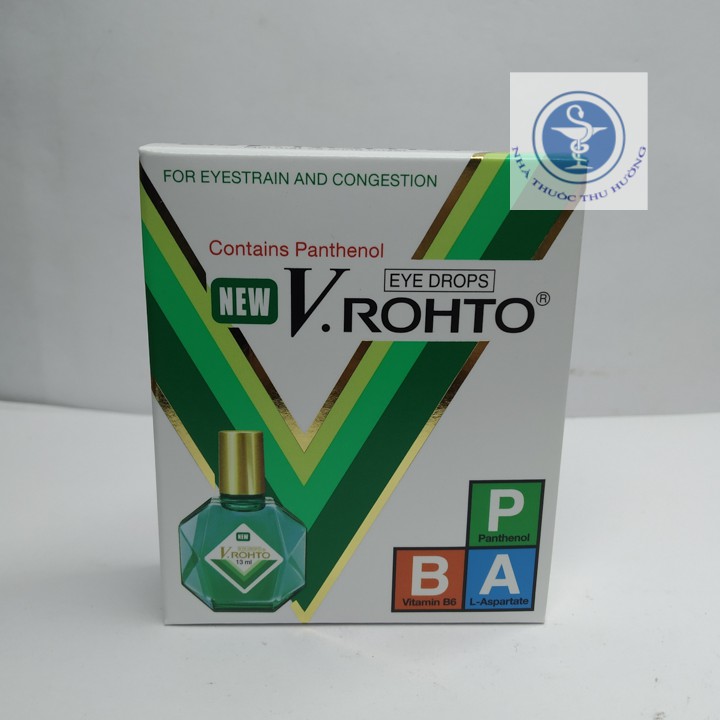 NHÀ THUỐC THU HƯỜNG
FOR EYESTRAIN AND CONGESTION
Contains Panthenol
EYE DROPS
NEW V.ROHTO®
NEW
V.ROHTO
13 ml
P
Panthenol
B A
Vitamin B6 L-Aspartate